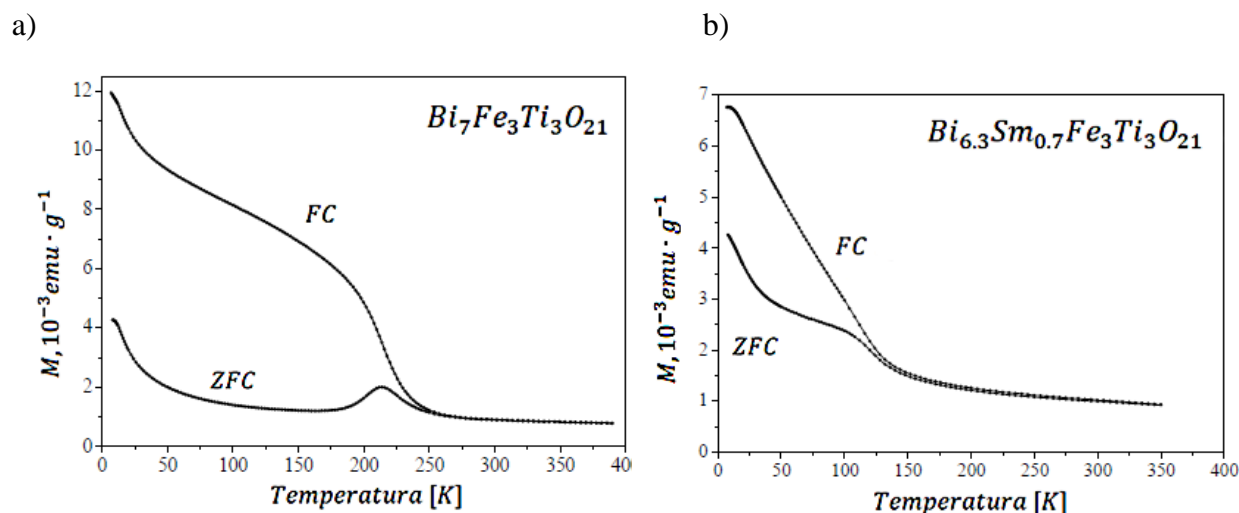 a)
b)
Bi₇Fe₃Ti₃O₂₁
FC
ZFC
M, 10⁻³emu · g⁻¹
0
2
4
6
8
10
12
0 50 100 150 200 250 300 350 40
Temperatura [K]
Bi₆.₃Sm₀.₇Fe₃Ti₃O₂₁
FC
ZFC
M, 10⁻³emu · g⁻¹
7
6
5
4
3
2
1
0
0 50 100 150 200 250 300 350 400
Temperatura [K]